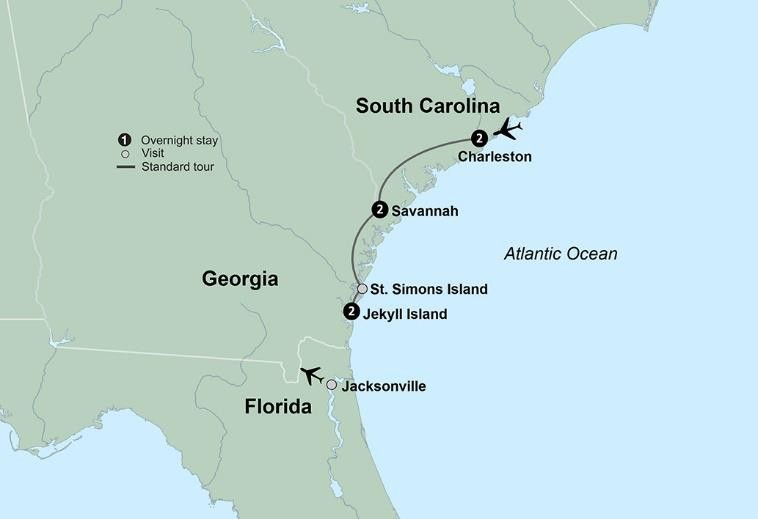 South Carolina
1 Overnight stay
Visit
Standard tour
2
Charleston
2 Savannah
Atlantic Ocean
Georgia
St. Simons Island
2 Jekyll Island
Jacksonville
Florida